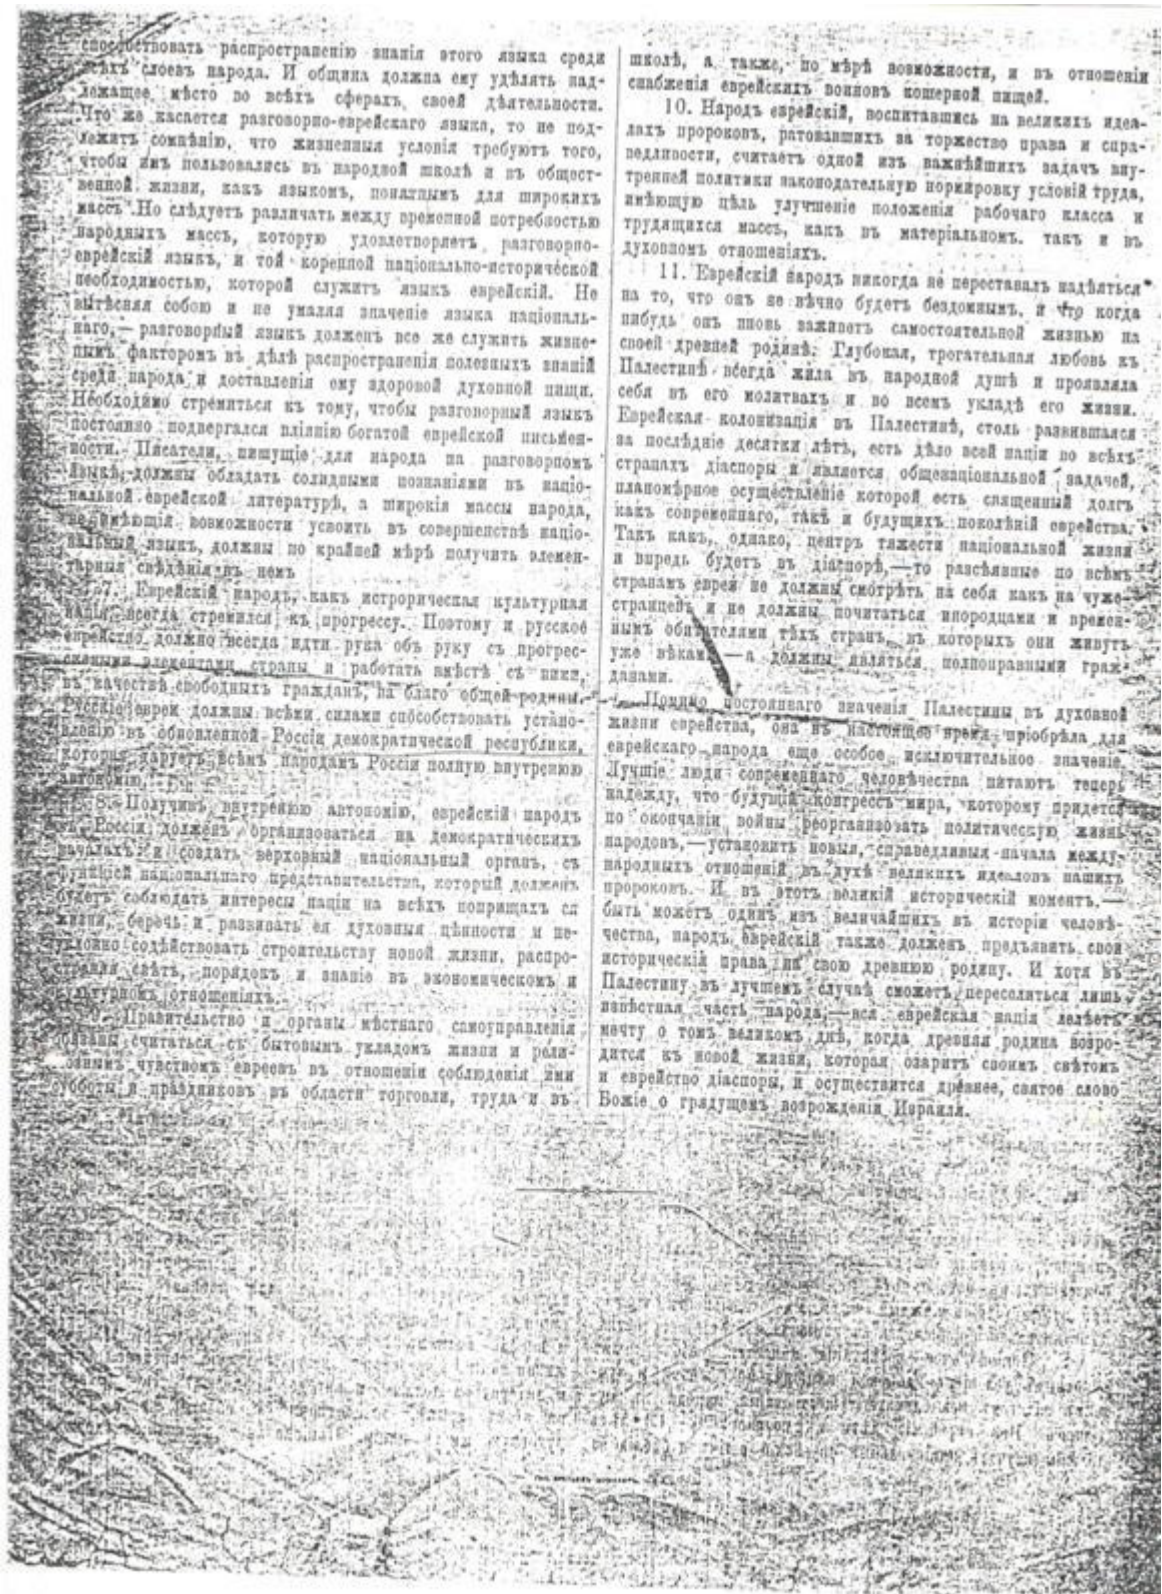 способствовать распространенію знанія этого языка среди
всѣхъ слоевъ народа. И община должна ему удѣлять над-
лежащее мѣсто во всѣхъ сферахъ своей дѣятельности.
Что же касается разговорно-еврейскаго языка, то не под-
лежитъ сомнѣнію, что жизненныя условія требуютъ того,
чтобы имъ пользовались въ народной школѣ и въ общест-
венной жизни, какъ языкомъ, понятнымъ для широкихъ
массъ. Но слѣдуетъ различать между временной потребностью
народныхъ массъ, которую удовлетворяетъ разговорно-
еврейскій языкъ, и той коренной національно-исторической
необходимостью, которой служитъ языкъ еврейскій. Не
вытѣсняя собою и не умаляя значеніе языка націоналъ-
наго,— разговорный языкъ долженъ все же служить жизне-
нымъ факторомъ въ дѣлѣ распространенія полезныхъ знаній
среди народа и доставленія ему здоровой духовной пищи.
Необходимо стремиться къ тому, чтобы разговорный языкъ
постоянно подвергался вліянію богатой еврейской письмен-
ности. Писатели, пишущіе для народа на разговорномъ
языкѣ, должны обладать солидными познаніями въ націо-
нальной еврейской литературѣ, а широкія массы народа,
не имѣющія возможности усвоить въ совершенствѣ націо-
нальный языкъ, должны по крайней мѣрѣ получить элемен-
тарныя свѣдѣнія въ немъ
7. Еврейскій народъ, какъ истрорическая культурная
нація всегда стремился къ прогрессу. Поэтому и русское
еврейство должно всегда идти рука объ руку съ прогрес-
сивными элементами страны и работать вмѣстѣ съ ними,
въ качествѣ свободныхъ гражданъ, на благо общей родины.
Русскіе евреи должны всѣми силами способствовать устано-
вленію въ обновленной Россіи демократической республики,
которая даруетъ всѣмъ народамъ Россіи полную внутренюю
автономію.
8. Получивъ внутренюю автономію, еврейскій народъ
въ Россіи долженъ организоваться на демократическихъ
началахъ и создать верховный національный органъ, съ
функціей національнаго представительства, который долженъ
будетъ соблюдать интересы націи на всѣхъ поприщахъ ея
жизни, беречь и развивать ея духовныя цѣнности и не-
уклонно содѣйствовать строительству новой жизни, распро-
страняя свѣтъ, порядокъ и знаніе въ экономическомъ и
культурномъ отношеніяхъ.
9. Правительство и органы мѣстнаго самоуправленія
обязаны считаться съ бытовымъ укладомъ жизни и рели-
гіознымъ чувствомъ евреевъ въ отношеніи соблюденія ими
субботы и праздниковъ въ области торговли, труда и въ
школѣ, а также, по мѣрѣ возможности, и въ отношеніи
снабженія еврейскихъ воиновъ кошерной пищей.
10. Народъ еврейскій, воспитавшись на великихъ идеа-
лахъ пророковъ, ратовавшихъ за торжество права и спра-
ведливости, считаетъ одной изъ важнѣйшихъ задачъ вну-
тренней политики законодательную нормировку условій труда,
имѣющую цѣль улучшеніе положенія рабочаго класса и
трудящихся массъ, какъ въ матеріальномъ. такъ и въ
духовномъ отношеніяхъ.
11. Еврейскій народъ никогда не переставалъ надѣяться
на то, что онъ не вѣчно будетъ бездомнымъ, и что когда
нибудь онъ вновь заживетъ самостоятельной жизнью на
своей древней родинѣ. Глубокая, трогательная любовь къ
Палестинѣ всегда жила въ народной душѣ и проявляла
себя въ его молитвахъ и во всемъ укладѣ его жизни.
Еврейская колонизація въ Палестинѣ, столь развившаяся
за послѣдніе десятки лѣтъ, есть дѣло всей націи во всѣхъ
странахъ діаспоры и является общенаціональной задачей,
планомѣрное осуществленіе которой есть священный долгъ
какъ современнаго, такъ и будущихъ поколѣній еврейства.
Такъ какъ, однако, центръ тяжести національной жизни
и впредь будетъ въ діаспорѣ,—то разсѣянные по всѣмъ
странамъ евреи не должны смотрѣть на себя какъ на чуже-
странцевъ и не должны почитаться инородцами и времен-
нымъ обитателями тѣхъ странъ, въ которыхъ они живутъ
уже вѣками,—а должны являться полноправными граж-
данами.
Помимо постояннаго значенія Палестины въ духовной
жизни еврейства, она въ настоящее время пріобрѣла для
еврейскаго народа еще особое исключительное значеніе.
Лучшіе люди современнаго человѣчества питаютъ теперь
надежду, что будущій конгрессъ мира, которому придется
по окончаніи войны реорганизовать политическую жизнь
народовъ,—установитъ новыя, справедливыя начала между-
народныхъ отношеній въ духѣ великихъ идеаловъ нашихъ
пророковъ. И въ этотъ великій историческій моментъ,—
быть можетъ одинъ изъ величайшихъ въ исторіи человѣ-
чества, народъ еврейскій также долженъ предъявить свои
историческія права на свою древнюю родину. И хотя въ
Палестину въ лучшемъ случаѣ сможетъ переселиться лишь
извѣстная часть народа,—вся еврейская нація лелѣетъ
мечту о томъ великомъ днѣ, когда древняя родина возро-
дится къ новой жизни, которая озаритъ своимъ свѣтомъ
и еврейство діаспоры, и осуществится древнее, святое слово
Божіе о грядущемъ возрожденіи Израиля.